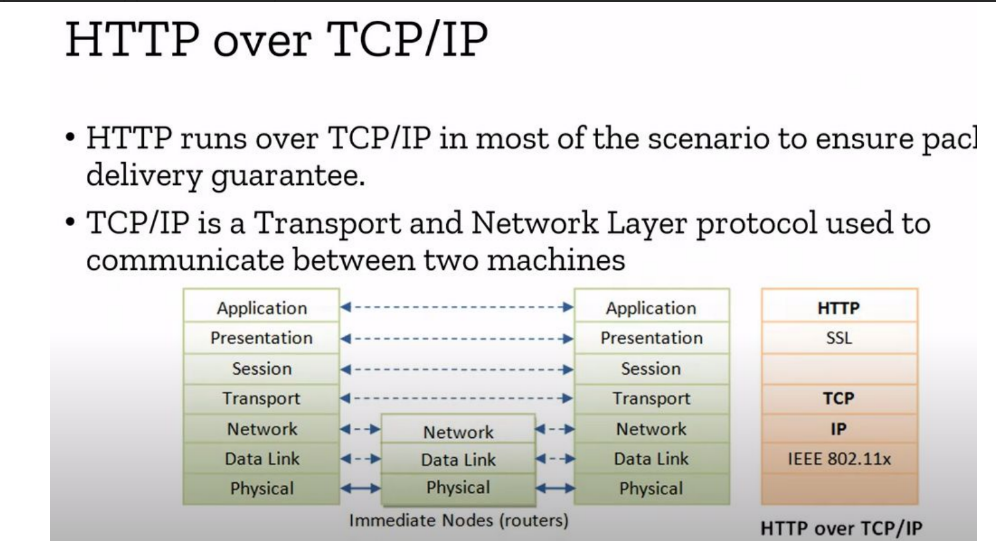 HTTP over TCP/IP
• HTTP runs over TCP/IP in most of the scenario to ensure
delivery guarantee.
• TCP/IP is a Transport and Network Layer protocol used to
communicate between two machines
Application Application HTTP
Presentation Presentation SSL
Session Session
Transport Transport TCP
Network Network Network IP
Data Link Data Link Data Link IEEE 802.11x
Physical Physical Physical
Immediate Nodes (routers)
HTTP over TCP/IP